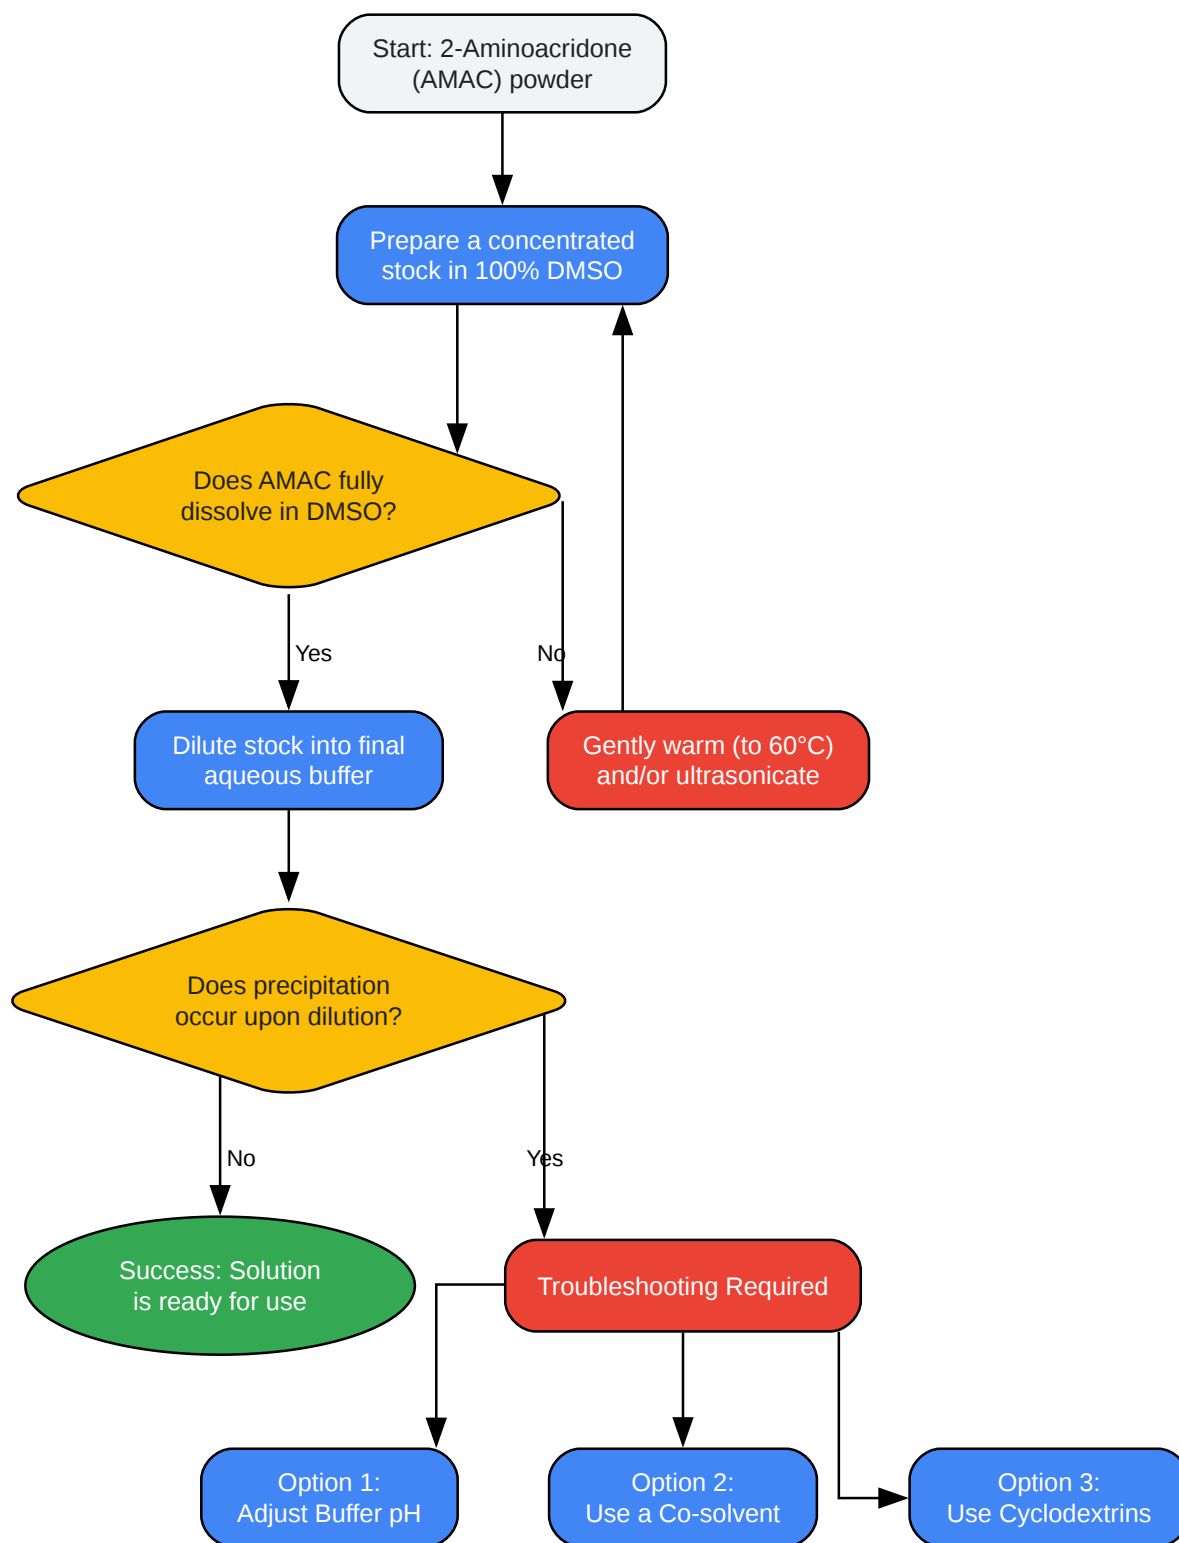 Start: 2-Aminoacridone
(AMAC) powder
Prepare a concentrated
stock in 100% DMSO
Does AMAC fully
dissolve in DMSO?
Yes
No
Dilute stock into final
aqueous buffer
Gently warm (to 60°C)
and/or ultrasonicate
Does precipitation
occur upon dilution?
No
Yes
Success: Solution
is ready for use
Troubleshooting Required
Option 1:
Adjust Buffer pH
Option 2:
Use a Co-solvent
Option 3:
Use Cyclodextrins